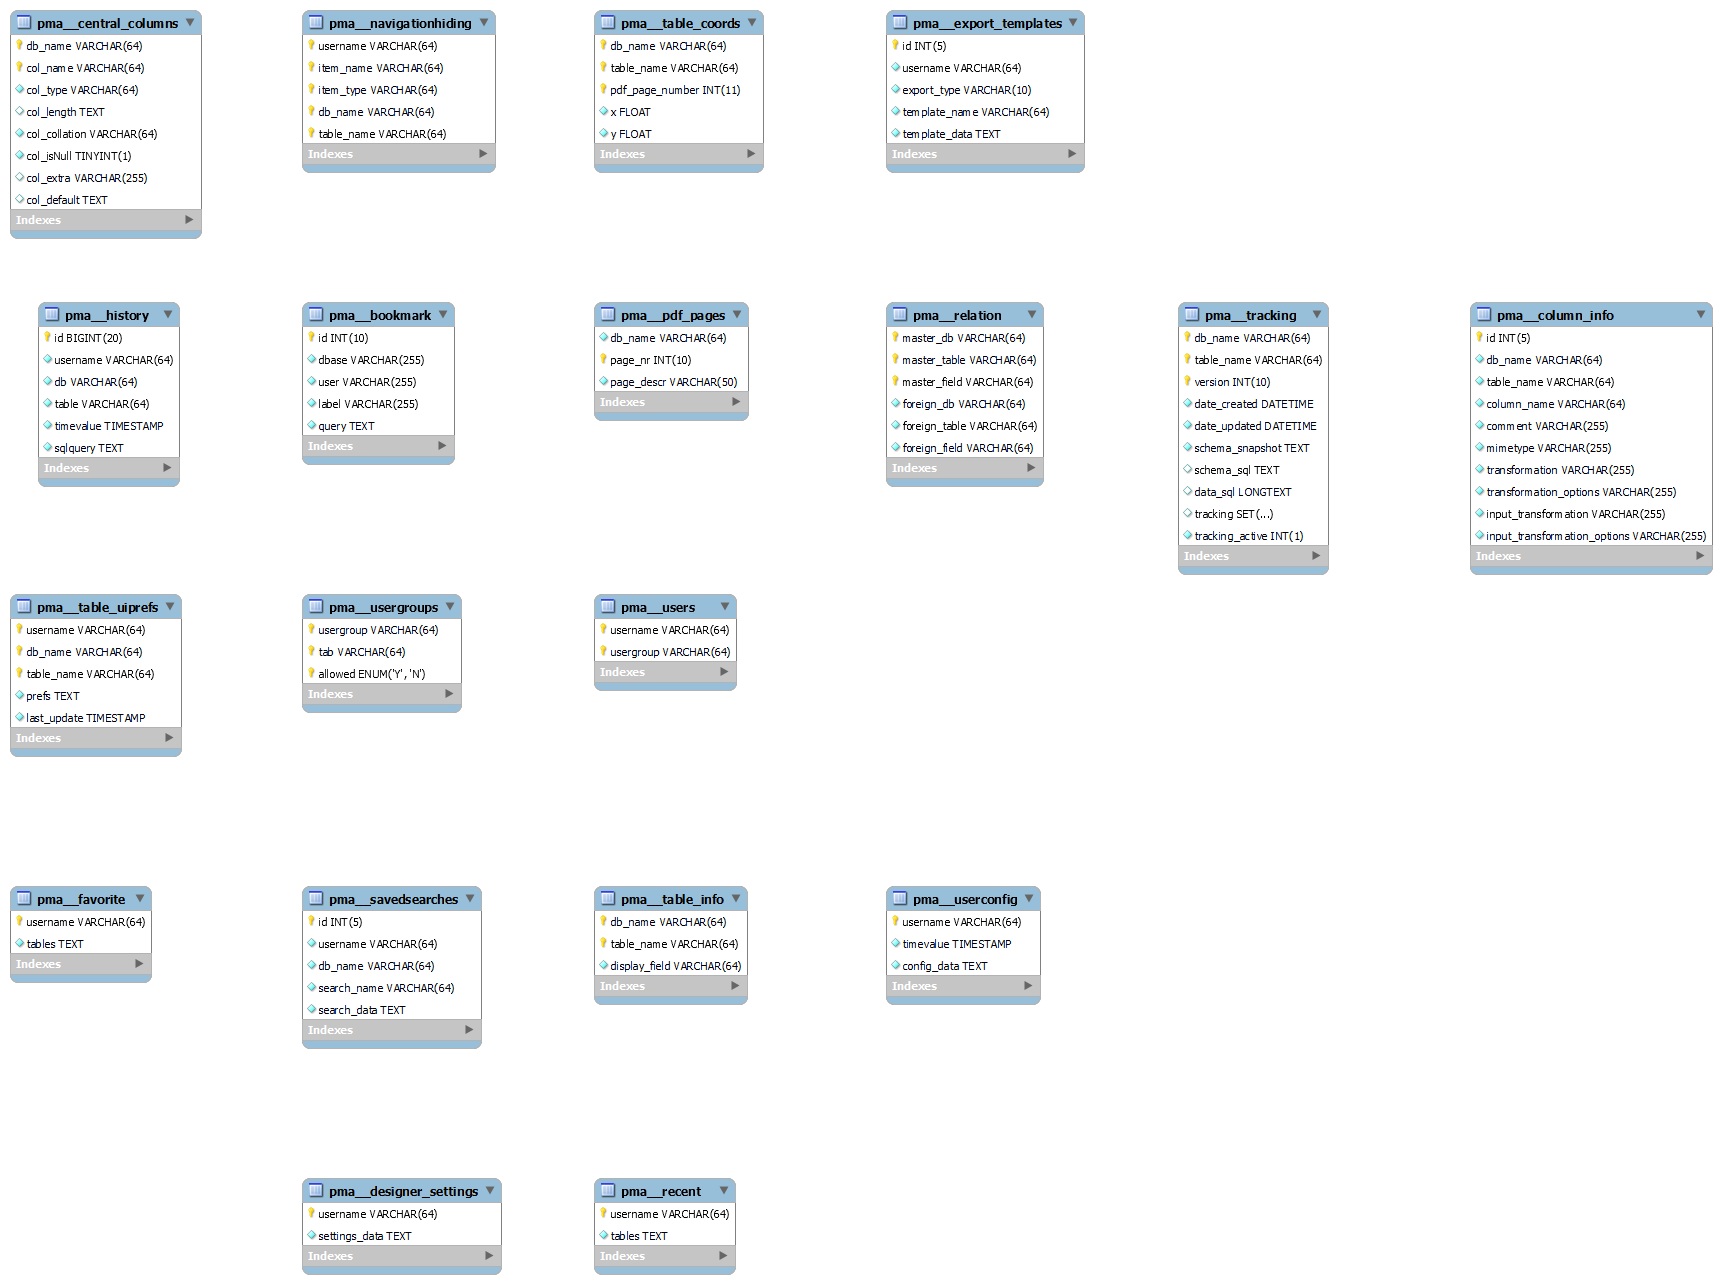 pma__central_columns
db_name VARCHAR(64)
col_name VARCHAR(64)
col_type VARCHAR(64)
col_length TEXT
col_collation VARCHAR(64)
col_isNull TINYINT(1)
col_extra VARCHAR(255)
col_default TEXT
Indexes
pma__navigationhiding
username VARCHAR(64)
item_name VARCHAR(64)
item_type VARCHAR(64)
db_name VARCHAR(64)
table_name VARCHAR(64)
Indexes
pma__table_coords
db_name VARCHAR(64)
table_name VARCHAR(64)
pdf_page_number INT(11)
x FLOAT
y FLOAT
Indexes
pma__export_templates
id INT(5)
username VARCHAR(64)
export_type VARCHAR(10)
template_name VARCHAR(64)
template_data TEXT
Indexes
pma__history
id BIGINT(20)
username VARCHAR(64)
db VARCHAR(64)
table VARCHAR(64)
timevalue TIMESTAMP
sqlquery TEXT
Indexes
pma__bookmark
id INT(10)
dbase VARCHAR(255)
user VARCHAR(255)
label VARCHAR(255)
query TEXT
Indexes
pma__pdf_pages
db_name VARCHAR(64)
page_nr INT(10)
page_descr VARCHAR(50)
Indexes
pma__relation
master_db VARCHAR(64)
master_table VARCHAR(64)
master_field VARCHAR(64)
foreign_db VARCHAR(64)
foreign_table VARCHAR(64)
foreign_field VARCHAR(64)
Indexes
pma__tracking
db_name VARCHAR(64)
table_name VARCHAR(64)
version INT(10)
date_created DATETIME
date_updated DATETIME
schema_snapshot TEXT
schema_sql TEXT
data_sql LONGTEXT
tracking SET(...)
tracking_active INT(1)
Indexes
pma__column_info
id INT(5)
db_name VARCHAR(64)
table_name VARCHAR(64)
column_name VARCHAR(64)
comment VARCHAR(255)
mimetype VARCHAR(255)
transformation VARCHAR(255)
transformation_options VARCHAR(255)
input_transformation VARCHAR(255)
input_transformation_options VARCHAR(255)
Indexes
pma__table_uiprefs
username VARCHAR(64)
db_name VARCHAR(64)
table_name VARCHAR(64)
prefs TEXT
last_update TIMESTAMP
Indexes
pma__usergroups
usergroup VARCHAR(64)
tab VARCHAR(64)
allowed ENUM('Y', 'N')
Indexes
pma__users
username VARCHAR(64)
usergroup VARCHAR(64)
Indexes
pma__favorite
username VARCHAR(64)
tables TEXT
Indexes
pma__savedsearches
id INT(5)
username VARCHAR(64)
db_name VARCHAR(64)
search_name VARCHAR(64)
search_data TEXT
Indexes
pma__table_info
db_name VARCHAR(64)
table_name VARCHAR(64)
display_field VARCHAR(64)
Indexes
pma__userconfig
username VARCHAR(64)
timevalue TIMESTAMP
config_data TEXT
Indexes
pma__designer_settings
username VARCHAR(64)
settings_data TEXT
Indexes
pma__recent
username VARCHAR(64)
tables TEXT
Indexes